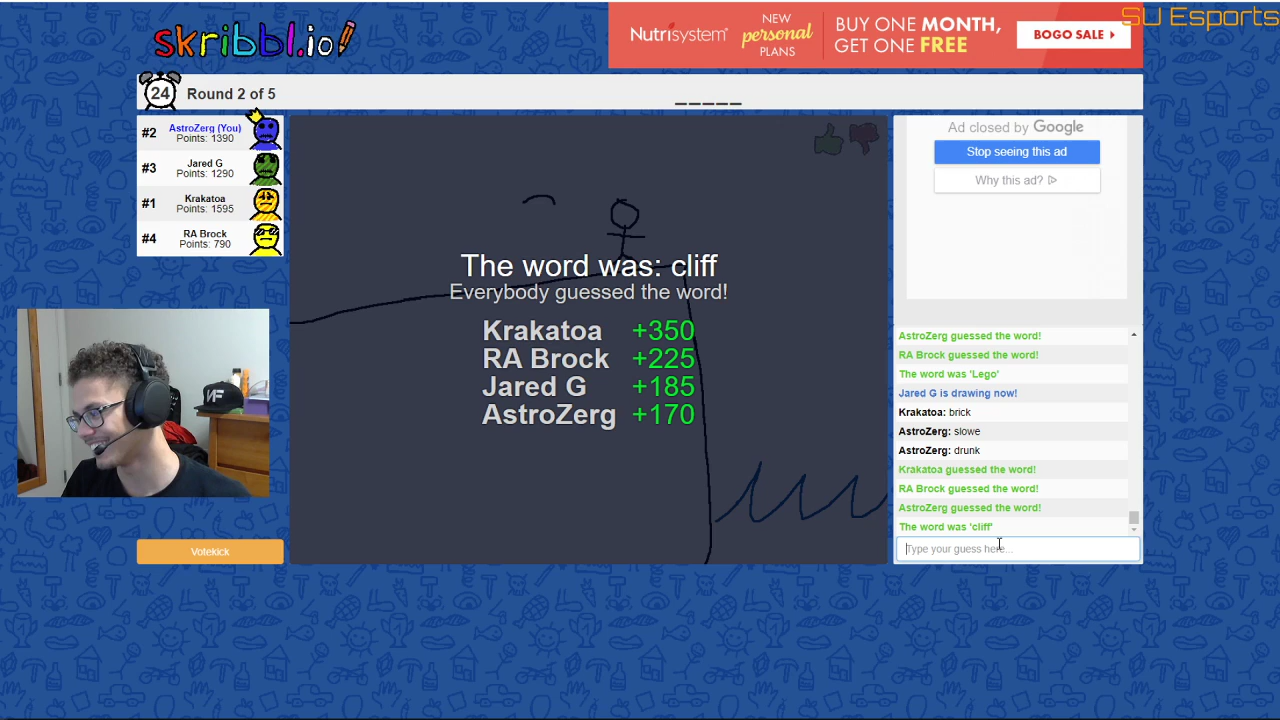 SU Esports
skribbl.io
Nutrisystem®
NEW
personal
PLANS
BUY ONE MONTH,
GET ONE FREE
BOGO SALE
24
Round 2 of 5
_____
#2
AstroZerg (You)
Points: 1390
#3
Jared G
Points: 1290
#1
Krakatoa
Points: 1595
#4
RA Brock
Points: 790
The word was: cliff
Everybody guessed the word!
Krakatoa +350
RA Brock +225
Jared G +185
AstroZerg +170
NF
Votekick
Ad closed by Google
Stop seeing this ad
Why this ad?
AstroZerg guessed the word!
RA Brock guessed the word!
The word was 'Lego'
Jared G is drawing now!
Krakatoa: brick
AstroZerg: slowe
AstroZerg: drunk
Krakatoa guessed the word!
RA Brock guessed the word!
AstroZerg guessed the word!
The word was 'cliff'
Type your guess here...